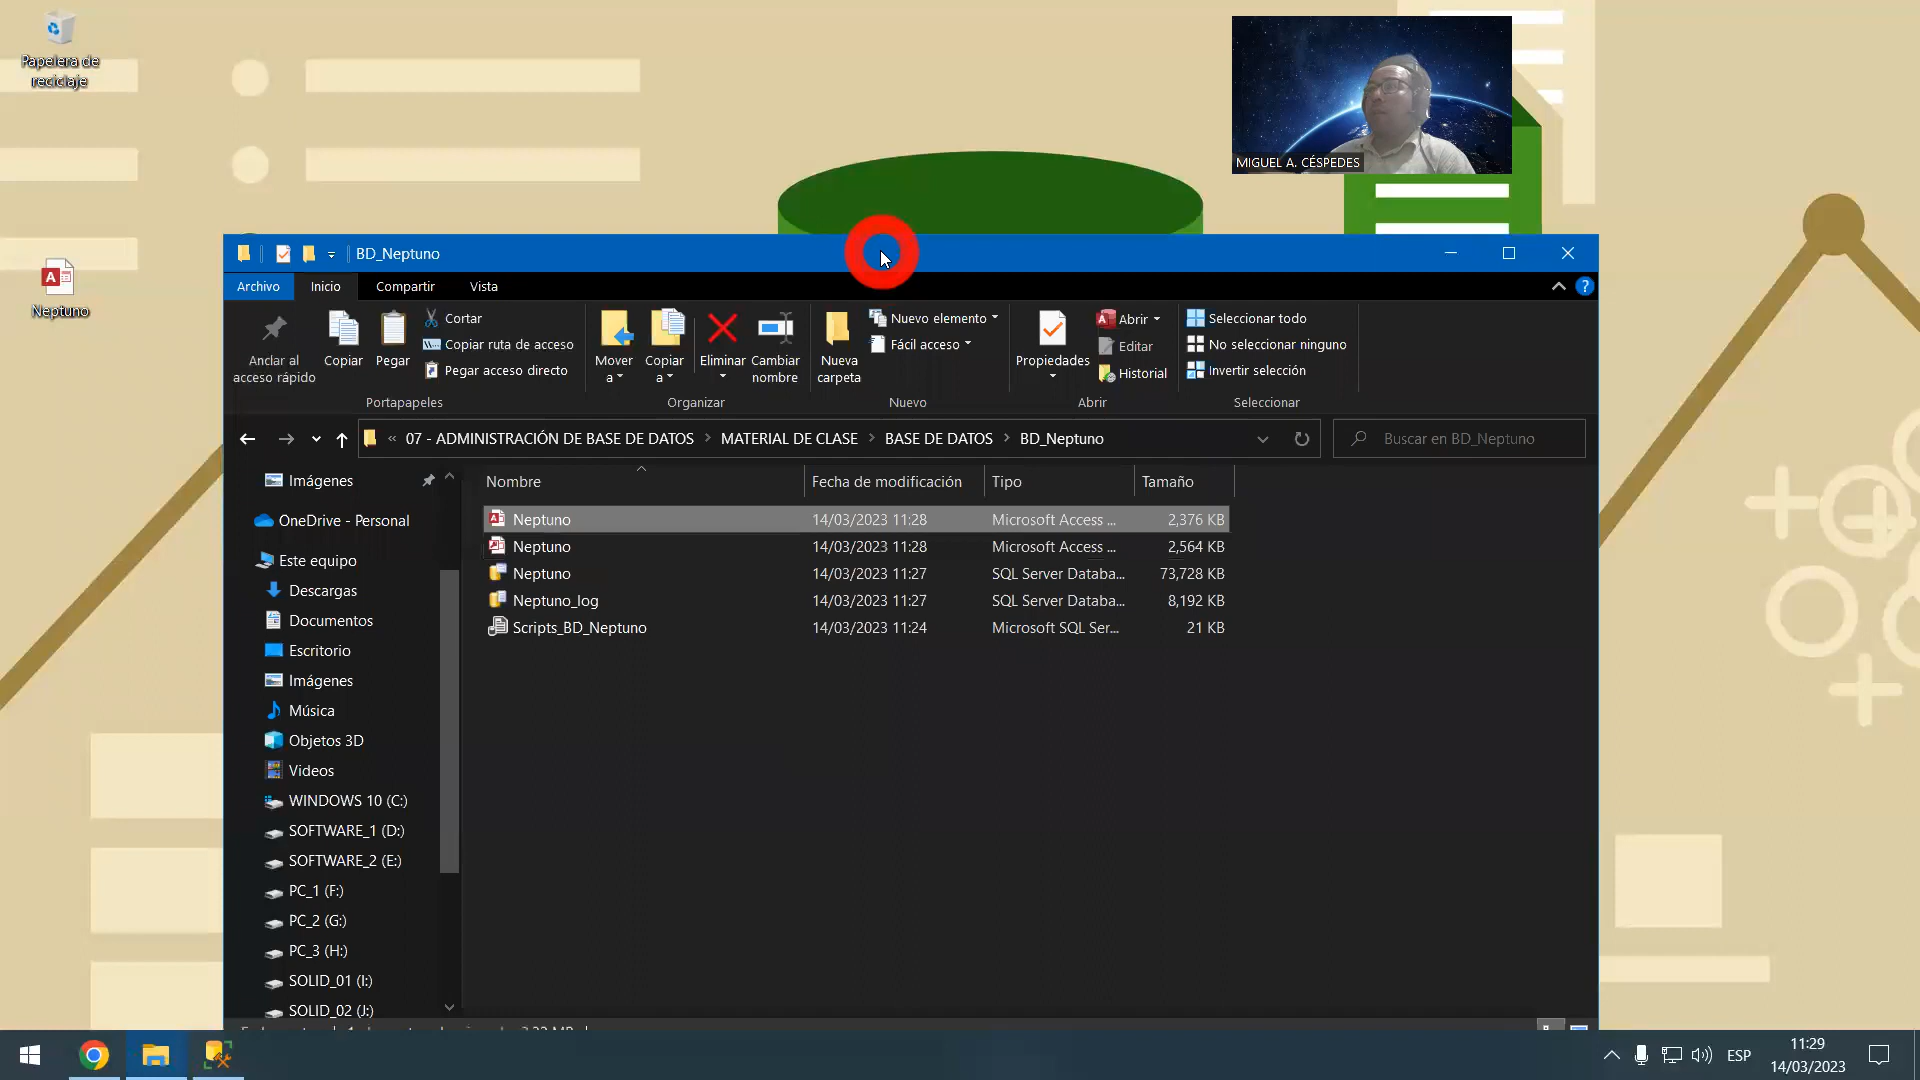 Papelera de
reciclaje
Neptuno
MIGUEL A. CÉSPEDES
BD_Neptuno
Archivo
Inicio
Compartir
Vista
Anclar al
acceso rápido
Copiar
Pegar
Cortar
Copiar ruta de acceso
Pegar acceso directo
Portapapeles
Mover
a
Copiar
a
Eliminar
Cambiar
nombre
Organizar
Nueva
carpeta
Nuevo elemento
Fácil acceso
Nuevo
Propiedades
Abrir
Editar
Historial
Abrir
Seleccionar todo
No seleccionar ninguno
Invertir selección
Seleccionar
« 07 - ADMINISTRACIÓN DE BASE DE DATOS > MATERIAL DE CLASE > BASE DE DATOS > BD_Neptuno
Buscar en BD_Neptuno
Imágenes
OneDrive - Personal
Este equipo
Descargas
Documentos
Escritorio
Imágenes
Música
Objetos 3D
Videos
WINDOWS 10 (C:)
SOFTWARE_1 (D:)
SOFTWARE_2 (E:)
PC_1 (F:)
PC_2 (G:)
PC_3 (H:)
SOLID_01 (I:)
SOLID_02 (J:)
Nombre Fecha de modificación Tipo Tamaño
Neptuno 14/03/2023 11:28 Microsoft Access ... 2,376 KB
Neptuno 14/03/2023 11:28 Microsoft Access ... 2,564 KB
Neptuno 14/03/2023 11:27 SQL Server Databa... 73,728 KB
Neptuno_log 14/03/2023 11:27 SQL Server Databa... 8,192 KB
Scripts_BD_Neptuno 14/03/2023 11:24 Microsoft SQL Ser... 21 KB
ESP
11:29
14/03/2023